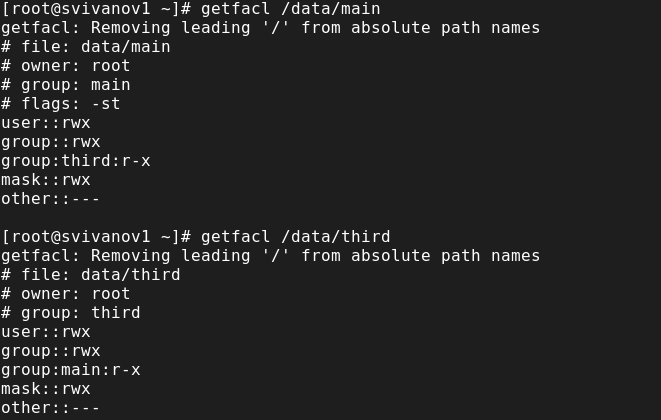 [root@svivanov1 ~]# getfacl /data/main
getfacl: Removing leading '/' from absolute path names
# file: data/main
# owner: root
# group: main
# flags: -st
user::rwx
group::rwx
group:third:r-x
mask::rwx
other::---
[root@svivanov1 ~]# getfacl /data/third
getfacl: Removing leading '/' from absolute path names
# file: data/third
# owner: root
# group: third
user::rwx
group::rwx
group:main:r-x
mask::rwx
other::---